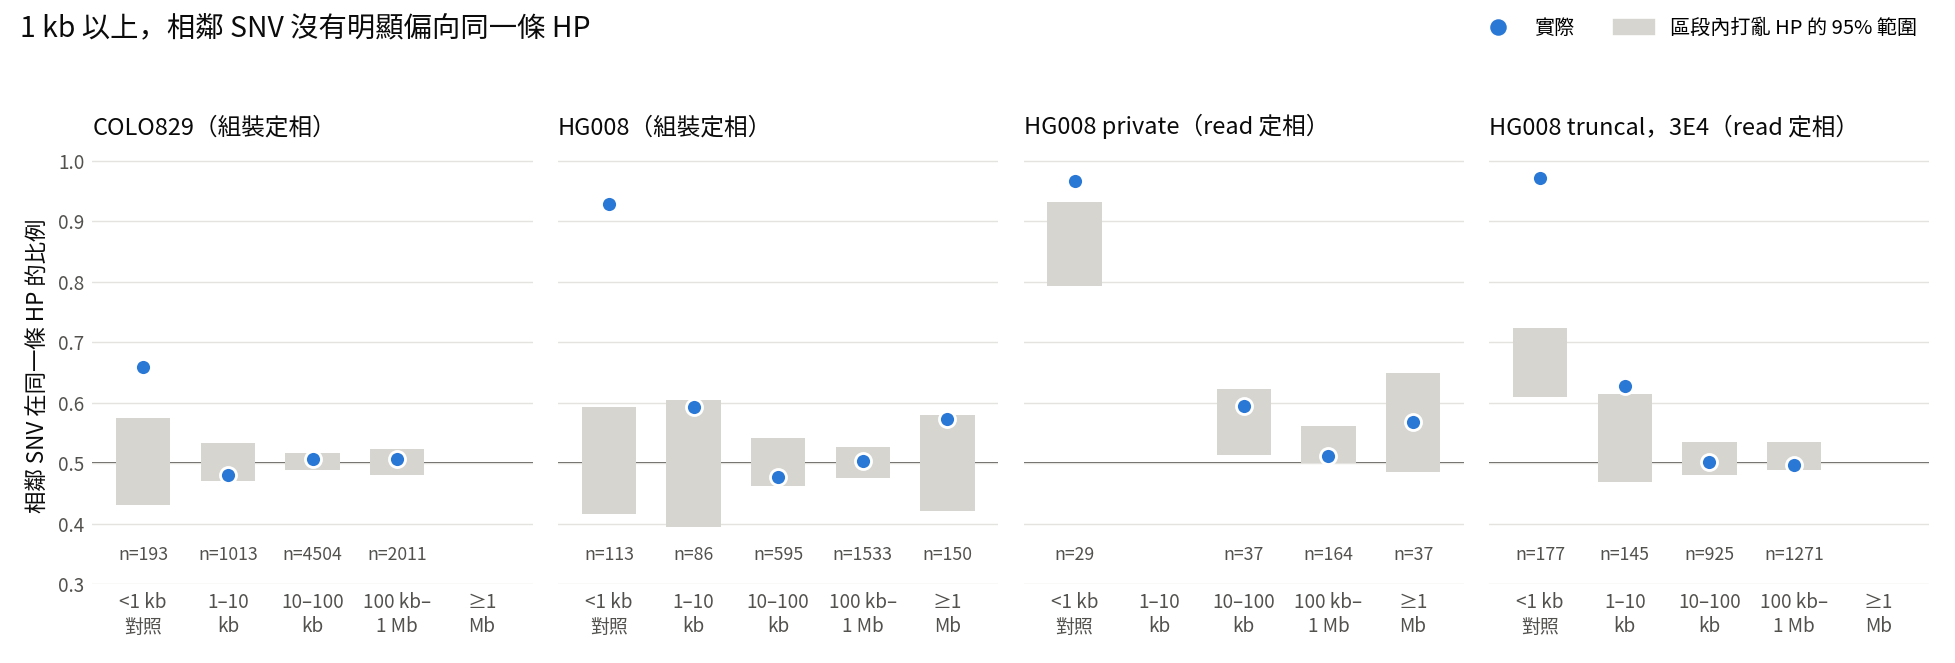 1 kb 以上，相鄰 SNV 沒有明顯偏向同一條 HP
實際
區段內打亂 HP 的 95% 範圍
COLO829（組裝定相）
HG008（組裝定相）
HG008 private（read 定相）
HG008 truncal，3E4（read 定相）
相鄰 SNV 在同一條 HP 的比例
1.0
0.9
0.8
0.7
0.6
0.5
0.4
0.3
n=193 n=1013 n=4504 n=2011
<1 kb 1–10 10–100 100 kb– ≥1
對照 kb kb 1 Mb Mb
n=113 n=86 n=595 n=1533 n=150
<1 kb 1–10 10–100 100 kb– ≥1
對照 kb kb 1 Mb Mb
n=29 n=37 n=164 n=37
<1 kb 1–10 10–100 100 kb– ≥1
對照 kb kb 1 Mb Mb
n=177 n=145 n=925 n=1271
<1 kb 1–10 10–100 100 kb– ≥1
對照 kb kb 1 Mb Mb